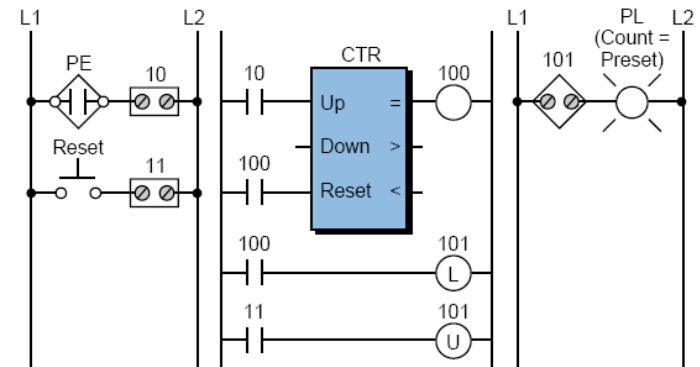 L1
L2
L1
PL
L2
(Count =
Preset)
PE
10
CTR
10
100
101
Up =
Down >
Reset
11
100
Reset <
100
101
L
11
101
U